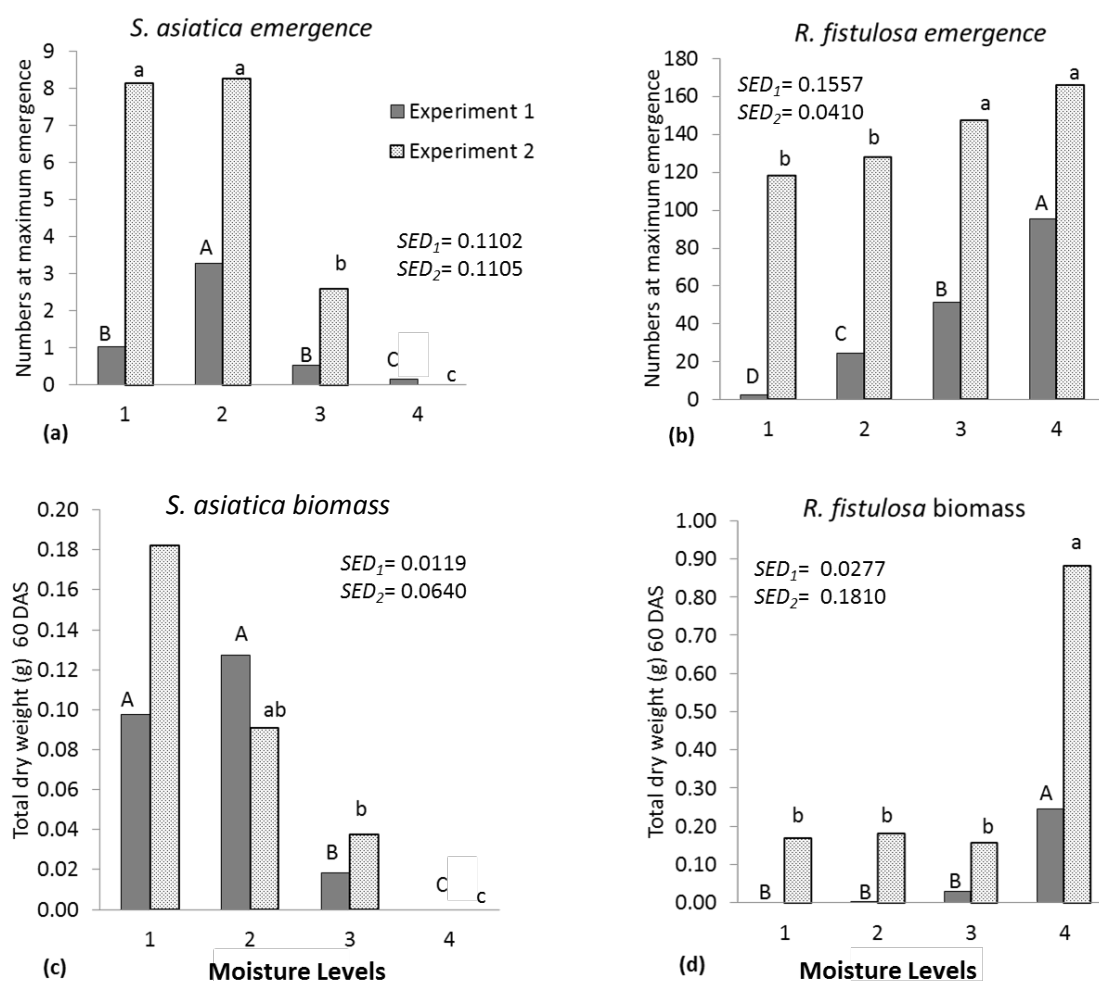 S. asiatica emergence
Numbers at maximum emergence
9
8
7
6
5
4
3
2
1
0
a
a
Experiment 1
Experiment 2
SED1= 0.1102
SED2= 0.1105
A
b
B
B
C
c
1 2 3 4
(a)
R. fistulosa emergence
Numbers at maximum emergence
180
160
140
120
100
80
60
40
20
0
SED1= 0.1557
SED2= 0.0410
a
a
b
b
A
B
C
D
1 2 3 4
(b)
S. asiatica biomass
Total dry weight (g) 60 DAS
0.20
0.18
0.16
0.14
0.12
0.10
0.08
0.06
0.04
0.02
0.00
SED1= 0.0119
SED2= 0.0640
A
A
ab
b
B
C
c
1 2 3 4
(c)
Moisture Levels
R. fistulosa biomass
Total dry weight (g) 60 DAS
1.00
0.90
0.80
0.70
0.60
0.50
0.40
0.30
0.20
0.10
0.00
SED1= 0.0277
SED2= 0.1810
a
A
b
b
b
B
B
B
1 2 3 4
(d)
Moisture Levels